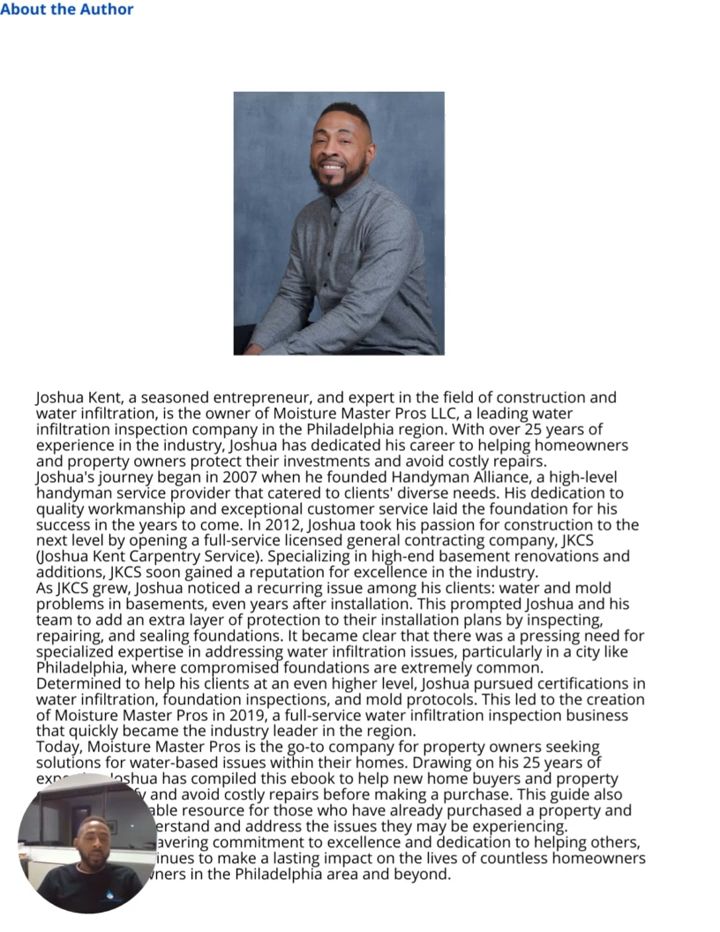 About the Author
Joshua Kent, a seasoned entrepreneur, and expert in the field of construction and
water infiltration, is the owner of Moisture Master Pros LLC, a leading water
infiltration inspection company in the Philadelphia region. With over 25 years of
experience in the industry, Joshua has dedicated his career to helping homeowners
and property owners protect their investments and avoid costly repairs.
Joshua's journey began in 2007 when he founded Handyman Alliance, a high-level
handyman service provider that catered to clients' diverse needs. His dedication to
quality workmanship and exceptional customer service laid the foundation for his
success in the years to come. In 2012, Joshua took his passion for construction to the
next level by opening a full-service licensed general contracting company, JKCS
(Joshua Kent Carpentry Service). Specializing in high-end basement renovations and
additions, JKCS soon gained a reputation for excellence in the industry.
As JKCS grew, Joshua noticed a recurring issue among his clients: water and mold
problems in basements, even years after installation. This prompted Joshua and his
team to add an extra layer of protection to their installation plans by inspecting,
repairing, and sealing foundations. It became clear that there was a pressing need for
specialized expertise in addressing water infiltration issues, particularly in a city like
Philadelphia, where compromised foundations are extremely common.
Determined to help his clients at an even higher level, Joshua pursued certifications in
water infiltration, foundation inspections, and mold protocols. This led to the creation
of Moisture Master Pros in 2019, a full-service water infiltration inspection business
that quickly became the industry leader in the region.
Today, Moisture Master Pros is the go-to company for property owners seeking
solutions for water-based issues within their homes. Drawing on his 25 years of
Joshua has compiled this ebook to help new home buyers and property
and avoid costly repairs before making a purchase. This guide also
resource for those who have already purchased a property and
and address the issues they may be experiencing.
commitment to excellence and dedication to helping others,
to make a lasting impact on the lives of countless homeowners
in the Philadelphia area and beyond.